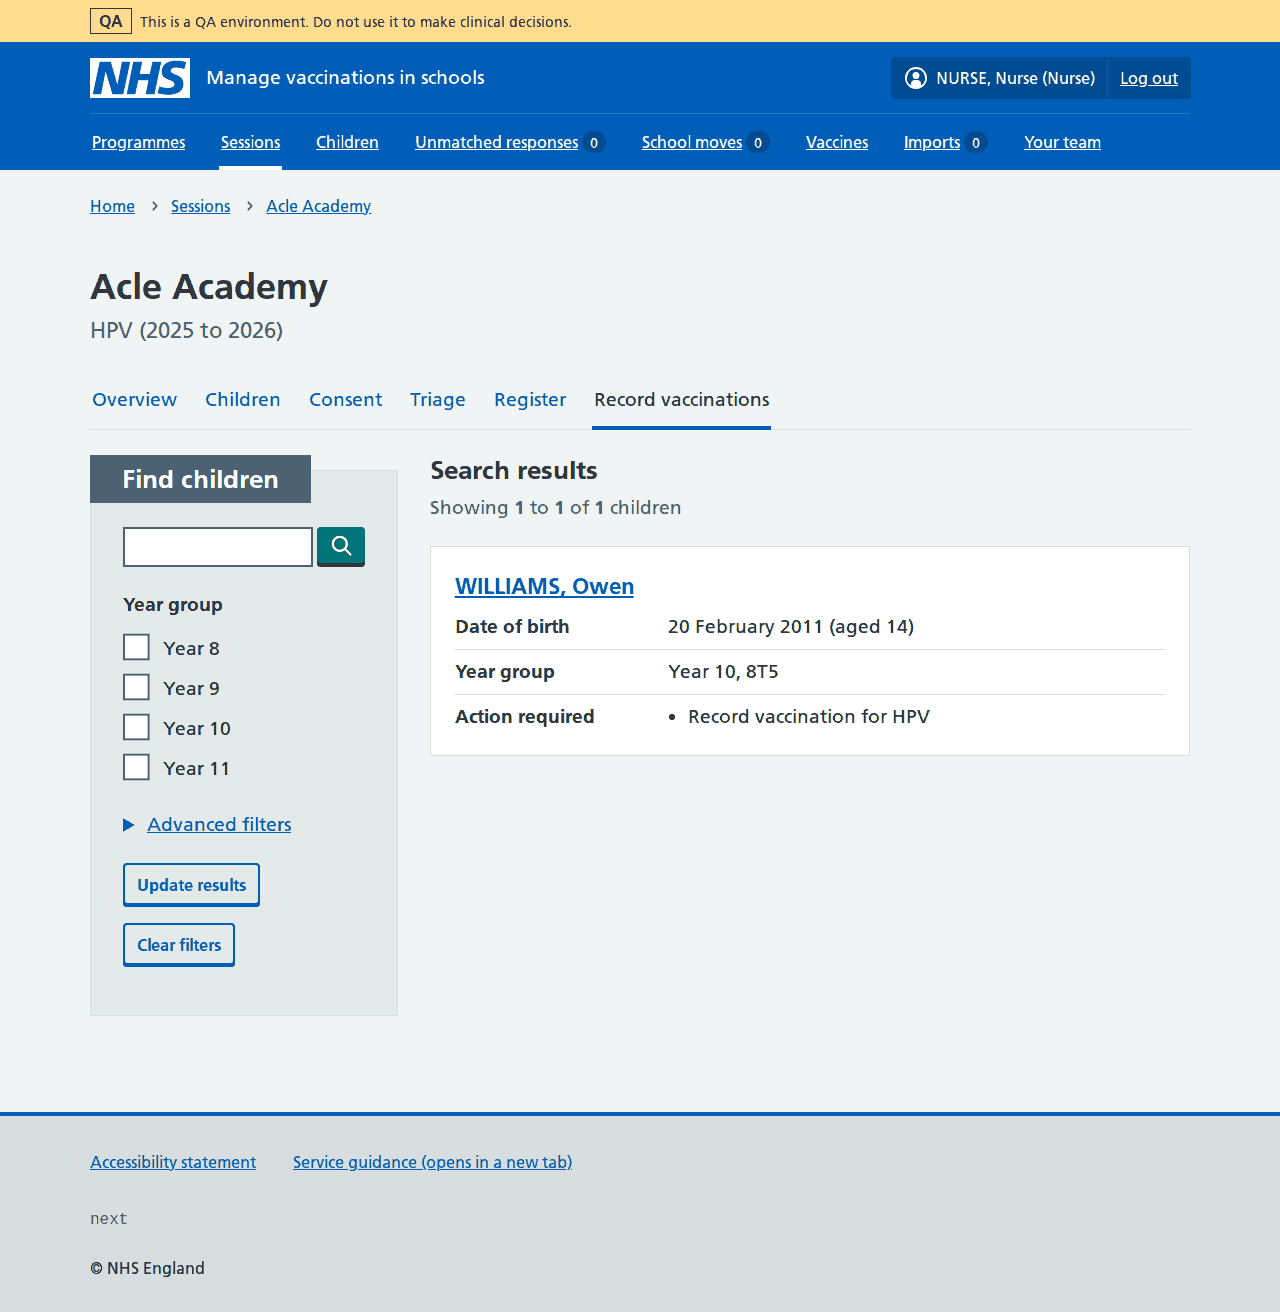 QA This is a QA environment. Do not use it to make clinical decisions.
NHS Manage vaccinations in schools NURSE, Nurse (Nurse) Log out
Programmes Sessions Children Unmatched responses 0 School moves 0 Vaccines Imports 0 Your team
Home Sessions Acle Academy
Acle Academy
HPV (2025 to 2026)
Overview Children Consent Triage Register Record vaccinations
Find children
Year group
Year 8
Year 9
Year 10
Year 11
Advanced filters
Update results
Clear filters
Search results
Showing 1 to 1 of 1 children
WILLIAMS, Owen
Date of birth 20 February 2011 (aged 14)
Year group Year 10, 8T5
Action required • Record vaccination for HPV
Accessibility statement Service guidance (opens in a new tab)
next
© NHS England